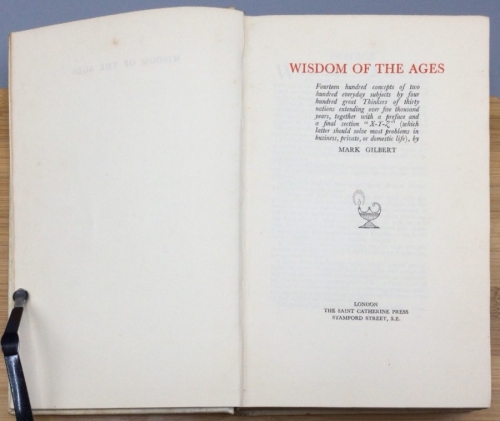 WISDOM OF THE AGES
Fourteen hundred concepts of two
hundred everyday subjects by four
hundred great Thinkers of thirty
nations extending over five thousand
years, together with a preface and
a final section "X-Y-Z" (which
latter should solve most problems in
business, private, or domestic life), by
MARK GILBERT
LONDON
THE SAINT CATHERINE PRESS
STAMFORD STREET, S.E.